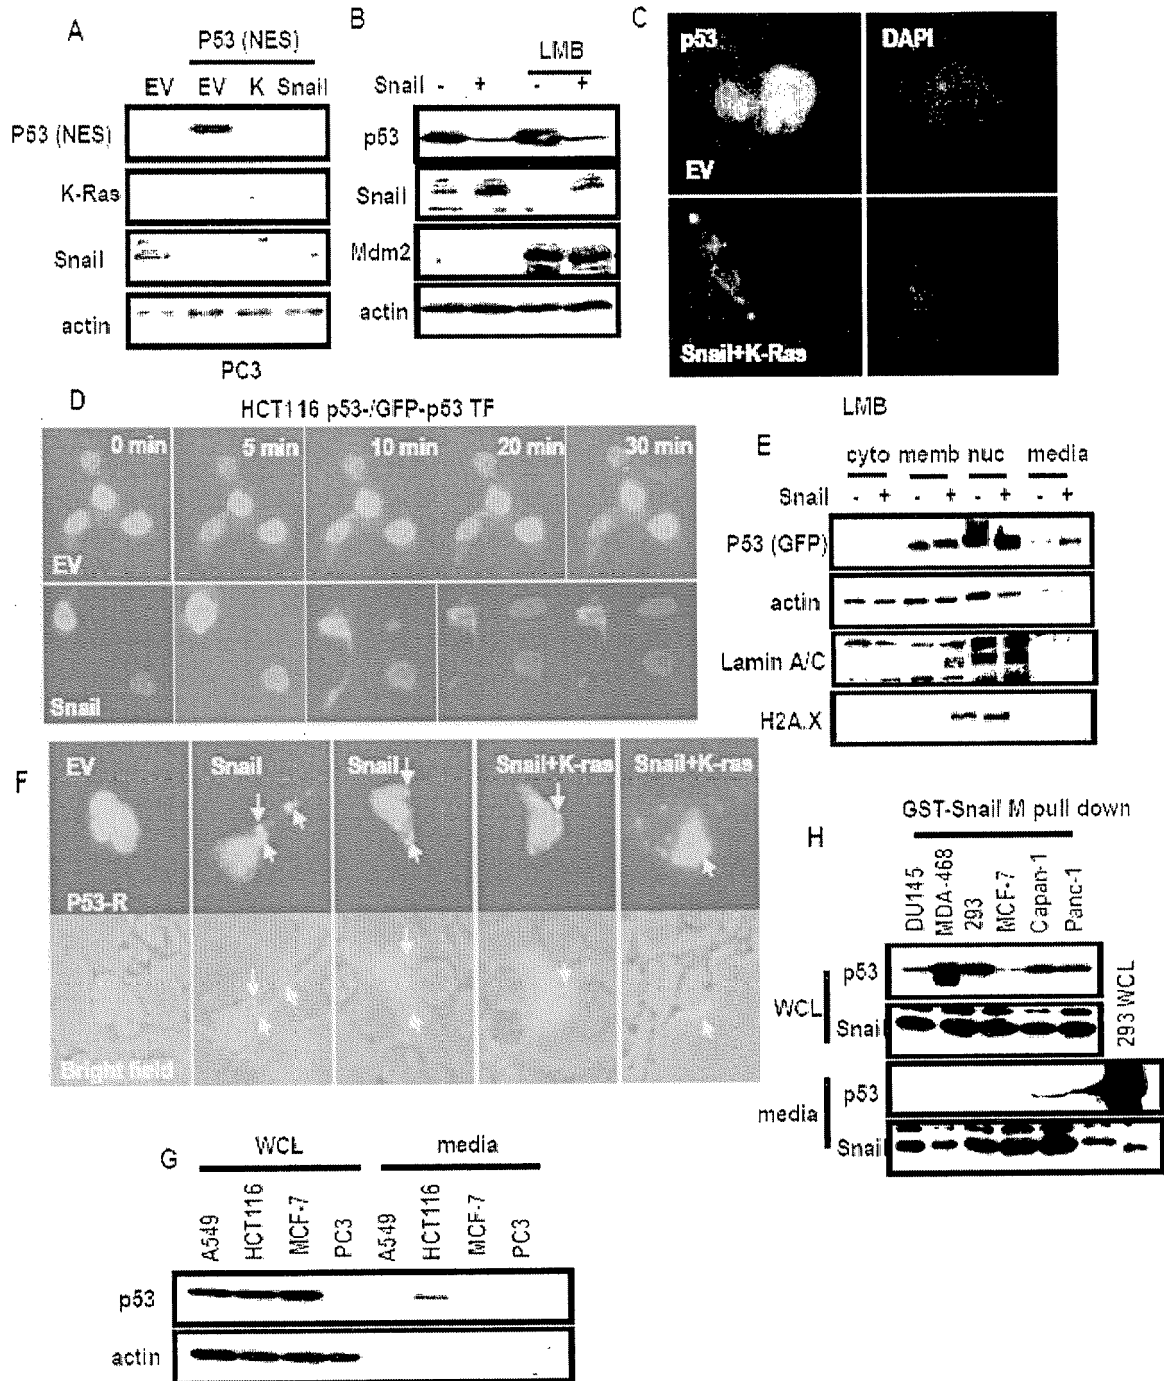 A
P53 (NES)
EV EV K Snail
P53 (NES)
K-Ras
Snail
actin
PC3
B
LMB
Snail - + - +
p53
Snail
Mdm2
actin
C
p53
DAPI
EV
Snail+K-Ras
LMB
D
HCT116 p53-/GFP-p53 TF
0 min
5 min
10 min
20 min
30 min
EV
Snail
E
cyto memb nuc media
Snail - + - + - + - +
P53 (GFP)
actin
Lamin A/C
H2A.X
F
EV
Snail
Snail
Snail+K-ras
Snail+K-ras
P53-R
Bright field
G
WCL
media
A549
HCT116
MCF-7
PC3
A549
HCT116
MCF-7
PC3
p53
actin
H
GST-Snail M pull down
DU145
MDA-468
293
MCF-7
Capan-1
Panc-1
WCL
p53
Snail
293 WCL
media
p53
Snail